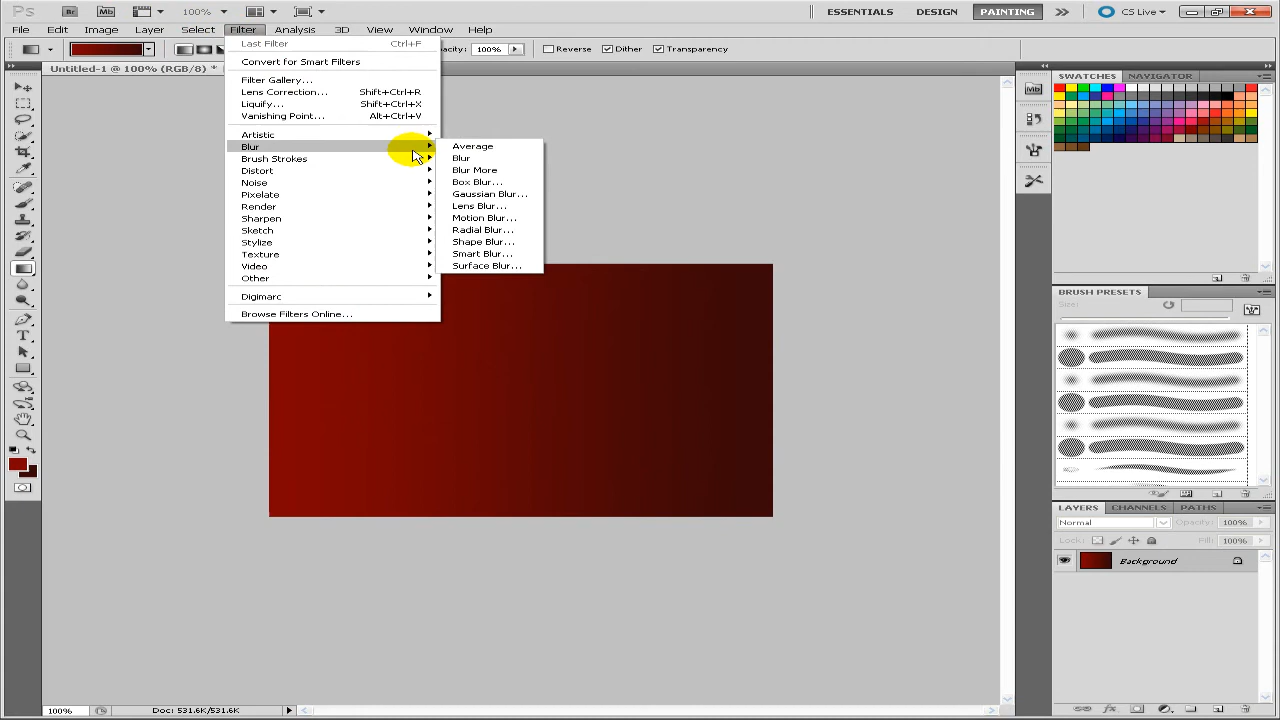 Ps Br Mb 100% ESSENTIALS DESIGN PAINTING CS Live
File Edit Image Layer Select Filter Analysis 3D View Window Help
100% Reverse Dither Transparency
Untitled-1 @ 100% (RGB/8) *
Last Filter Ctrl+F
Convert for Smart Filters
Filter Gallery...
Lens Correction... Shift+Ctrl+R
Liquify... Shift+Ctrl+X
Vanishing Point... Alt+Ctrl+V
Artistic
Blur
Brush Strokes
Distort
Noise
Pixelate
Render
Sharpen
Sketch
Stylize
Texture
Video
Other
Digimarc
Browse Filters Online...
Average
Blur
Blur More
Box Blur...
Gaussian Blur...
Lens Blur...
Motion Blur...
Radial Blur...
Shape Blur...
Smart Blur...
Surface Blur...
SWATCHES NAVIGATOR
Mb
BRUSH PRESETS
Size:
LAYERS CHANNELS PATHS
Normal Opacity: 100%
Lock: Fill: 100%
Background
100% Doc: 531.6K/531.6K